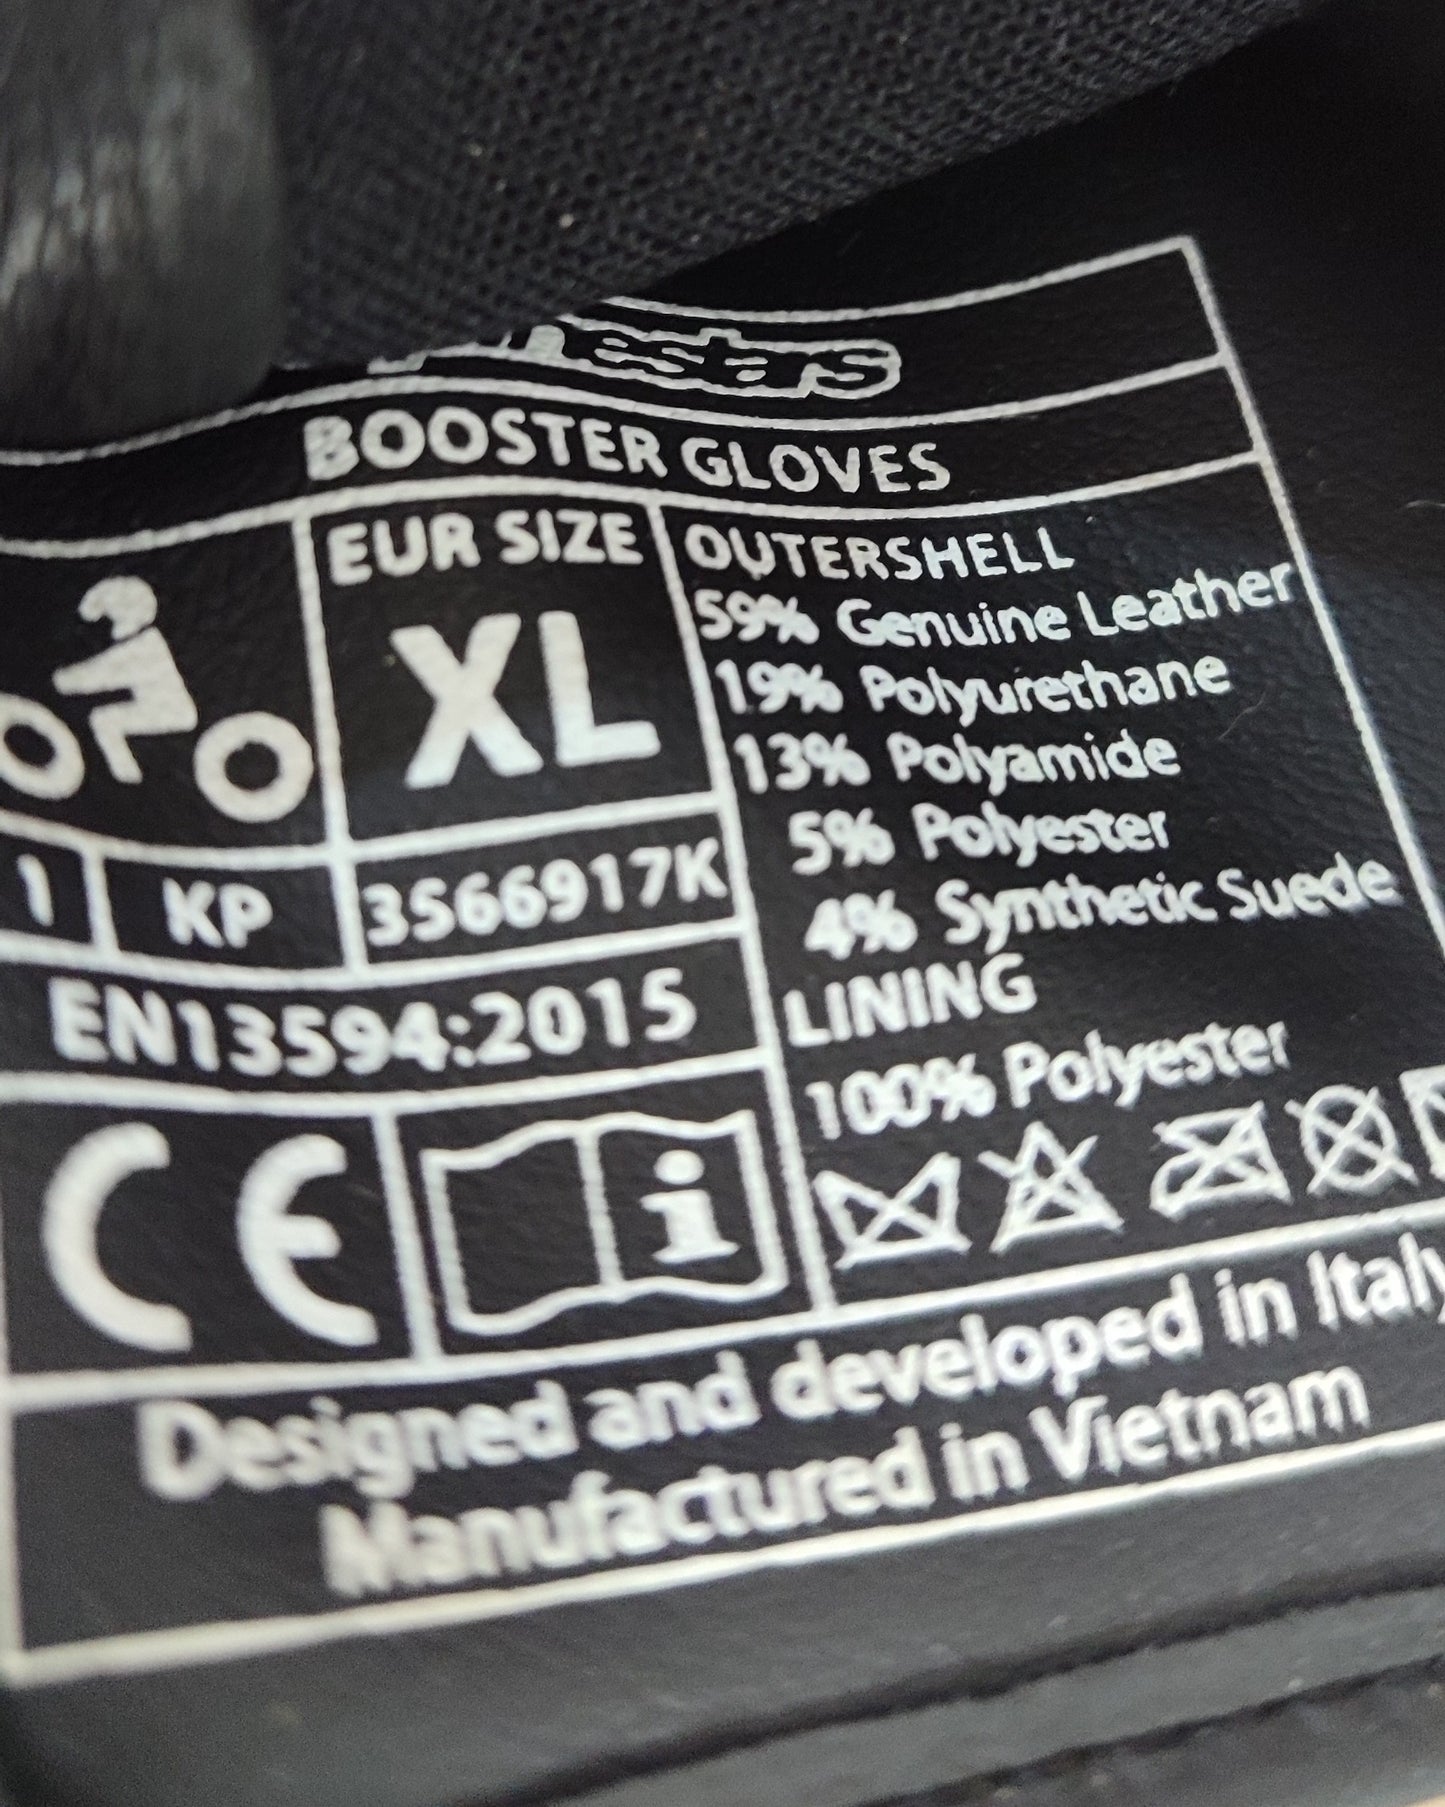 BOOSTER GLOVES
EUR SIZE
XL
1
KP
3566917K
EN13594:2015
CE
i
OUTERSHELL
59% Genuine Leather
19% Polyurethane
13% Polyamide
5% Polyester
4% Synthetic Suede
LINING
100% Polyester
Designed and developed in Italy
Manufactured in Vietnam